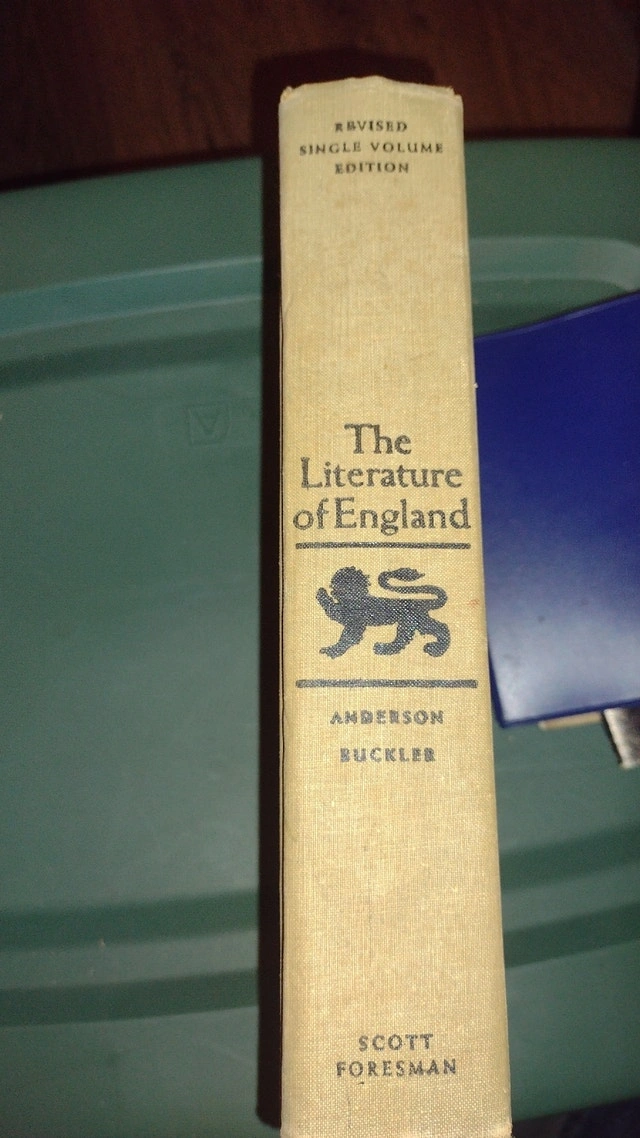 REVISED
SINGLE VOLUME
EDITION
The
Literature
of England
ANDERSON
BUCKLER
SCOTT
FORESMAN